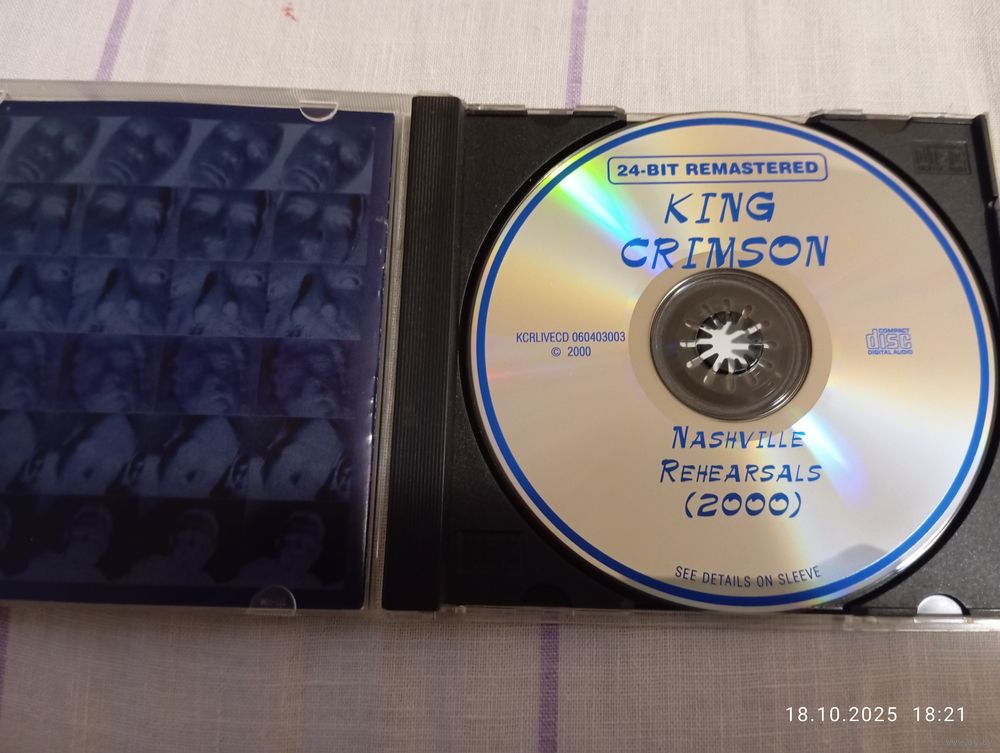 24-BIT REMASTERED
KING
CRIMSON
KCRLIVECD 060403003
© 2000
COMPACT
disc
DIGITAL AUDIO
NASHVILLE
REHEARSALS
(2000)
SEE DETAILS ON SLEEVE
18.10.2025 18:21